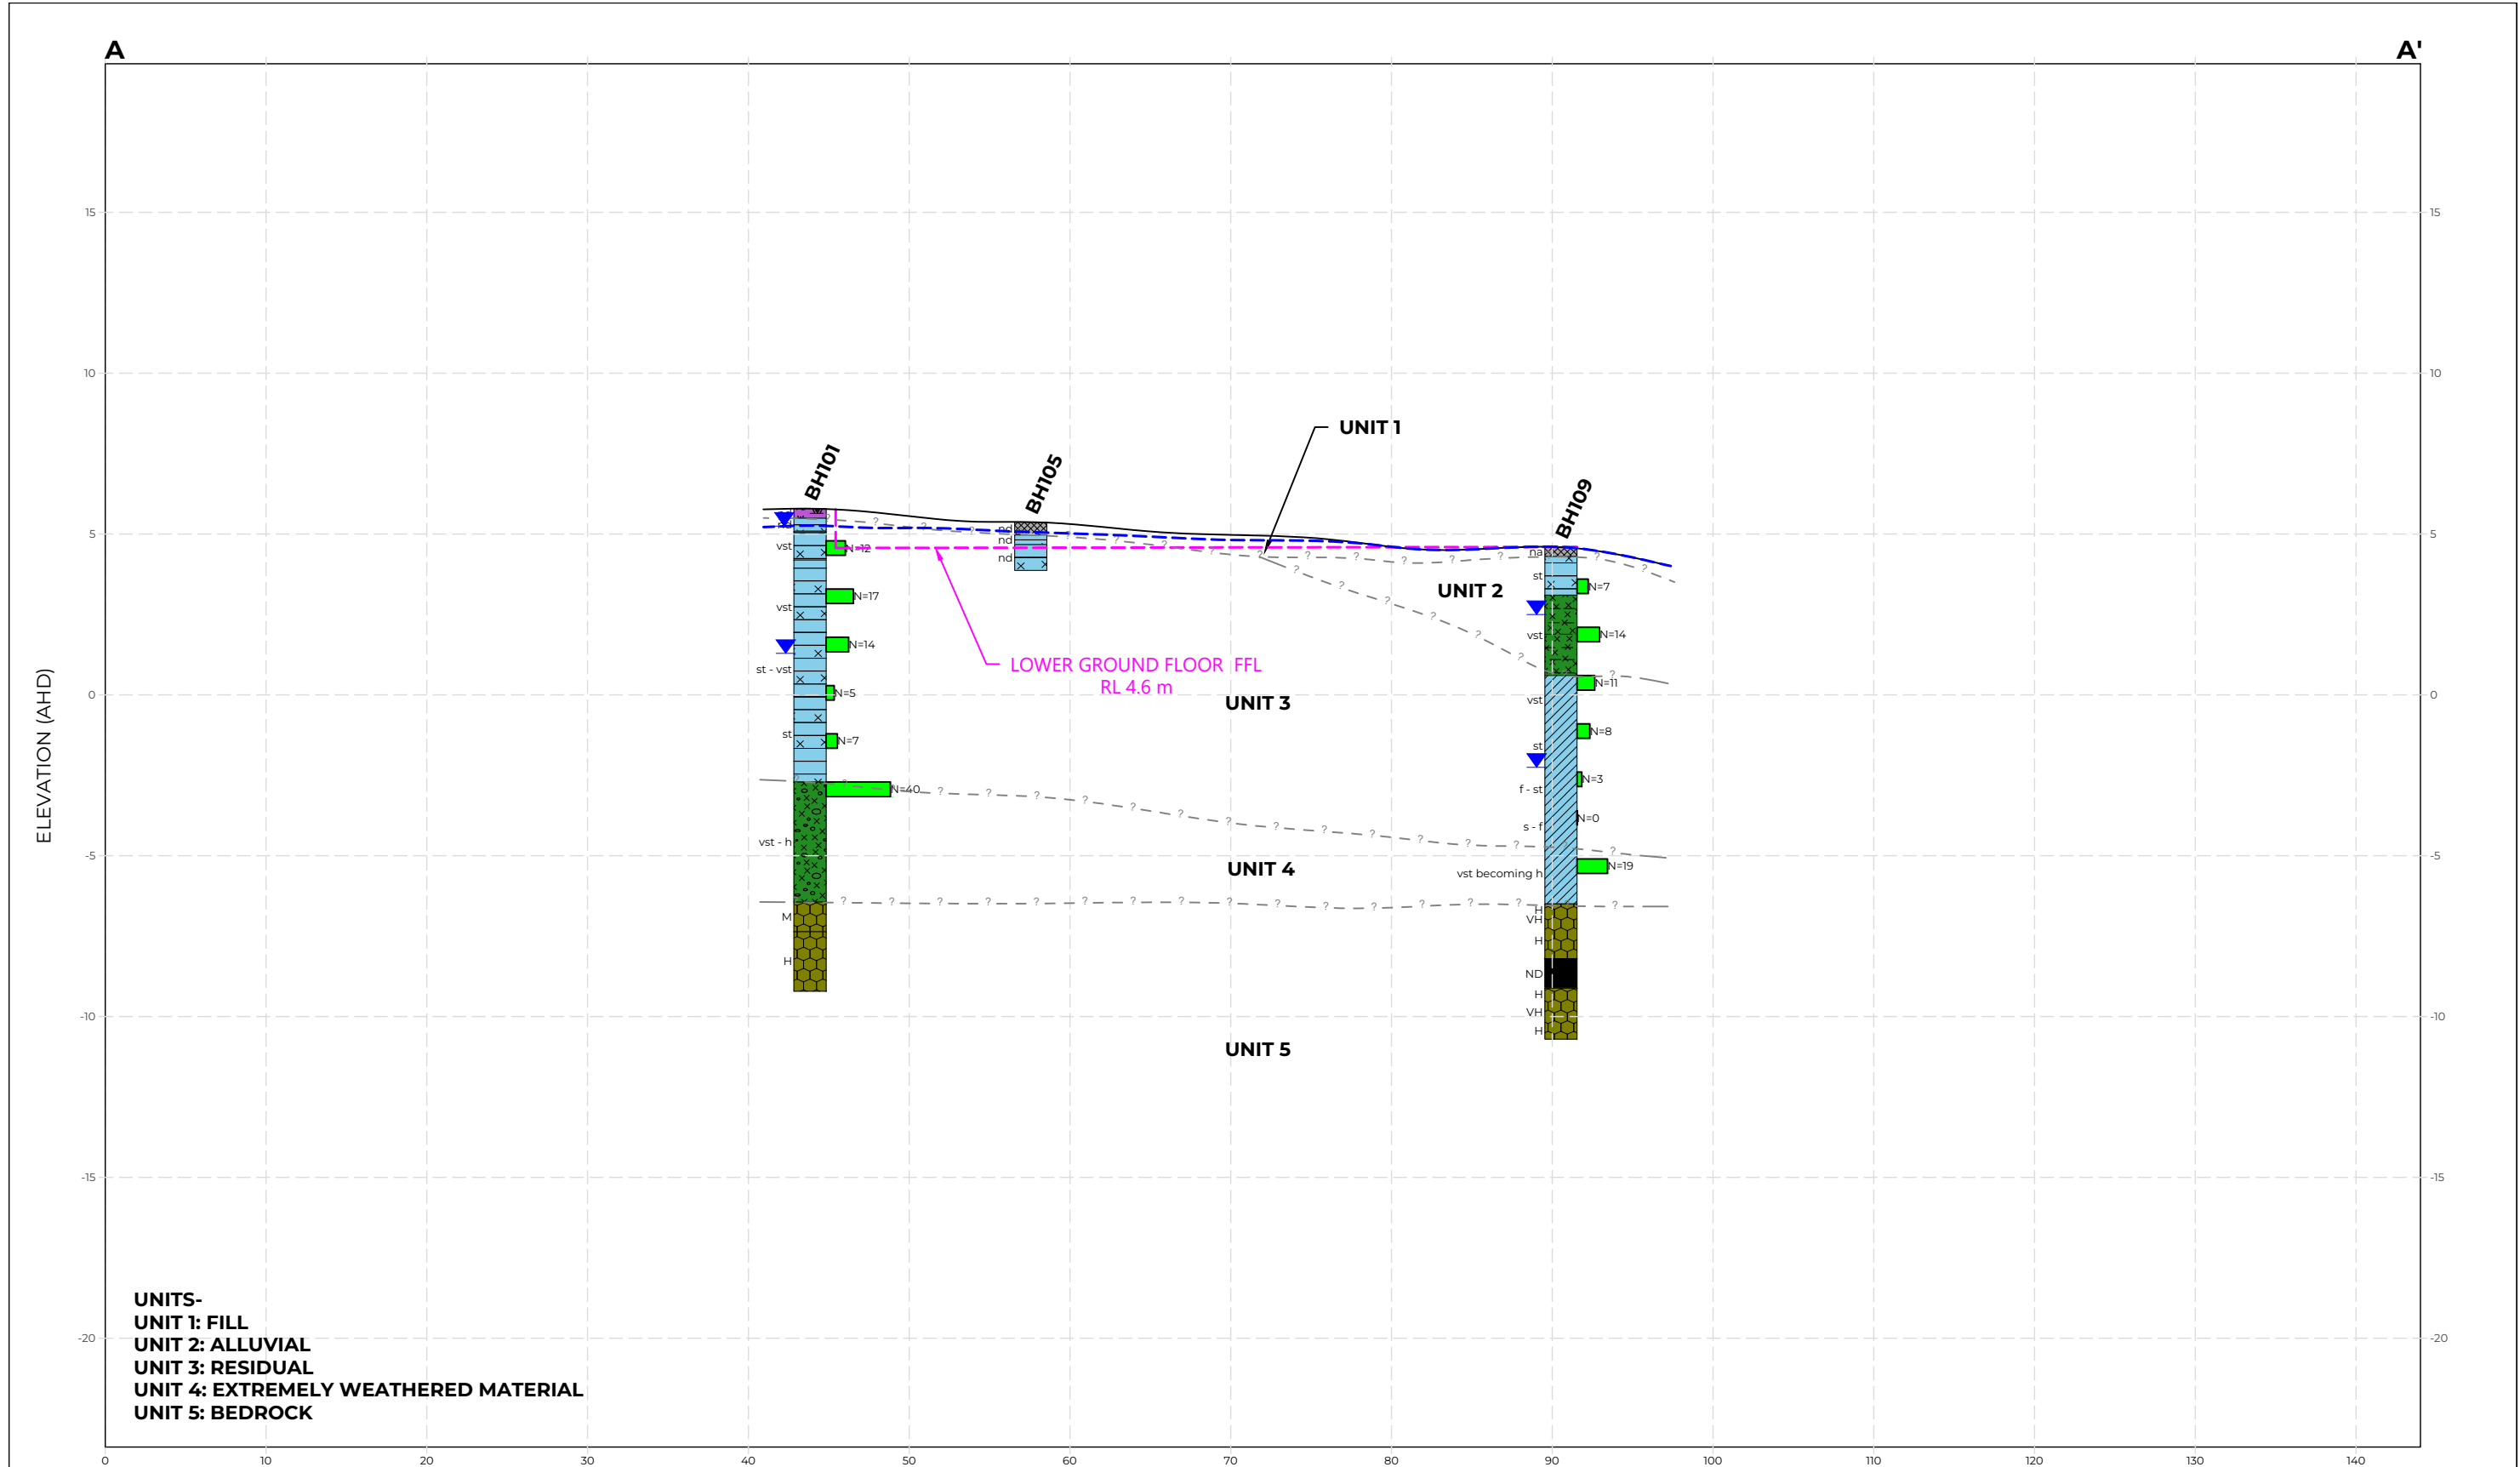 A
A'
15
15
10
10
UNIT 1
BH101
BH105
BH109
5
5
nd
nd
nd
nd
na
vst
N=12
st
N=7
UNIT 2
vst
N=17
vst
N=14
N=14
st - vst
LOWER GROUND FLOOR FFL
RL 4.6 m
N=5
N=11
0
0
UNIT 3
vst
ELEVATION (AHD)
st
N=7
N=8
st
N=40
N=3
f - st
N=0
s - f
vst - h
-5
-5
UNIT 4
N=19
vst becoming h
M
H
VH
H
H
ND
H
-10
-10
VH
H
UNIT 5
-15
-15
UNITS-
UNIT 1: FILL
UNIT 2: ALLUVIAL
-20
-20
UNIT 3: RESIDUAL
UNIT 4: EXTREMELY WEATHERED MATERIAL
UNIT 5: BEDROCK
0
10
20
30
40
50
60
70
80
90
100
110
120
130
140